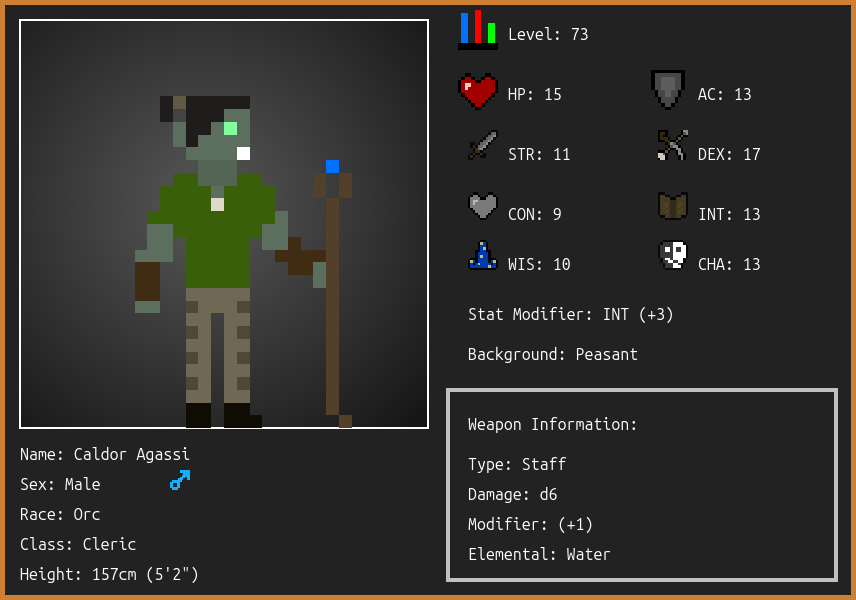 Level: 73
HP: 15
AC: 13
STR: 11
DEX: 17
CON: 9
INT: 13
WIS: 10
CHA: 13
Stat Modifier: INT (+3)
Background: Peasant
Weapon Information:
Type: Staff
Damage: d6
Modifier: (+1)
Elemental: Water
Name: Caldor Agassi
Sex: Male
Race: Orc
Class: Cleric
Height: 157cm (5'2")